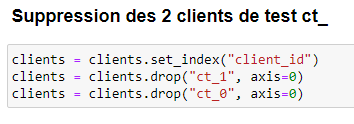 Suppression des 2 clients de test ct_
clients = clients.set_index("client_id")
clients = clients.drop("ct_1", axis=0)
clients = clients.drop("ct_0", axis=0)